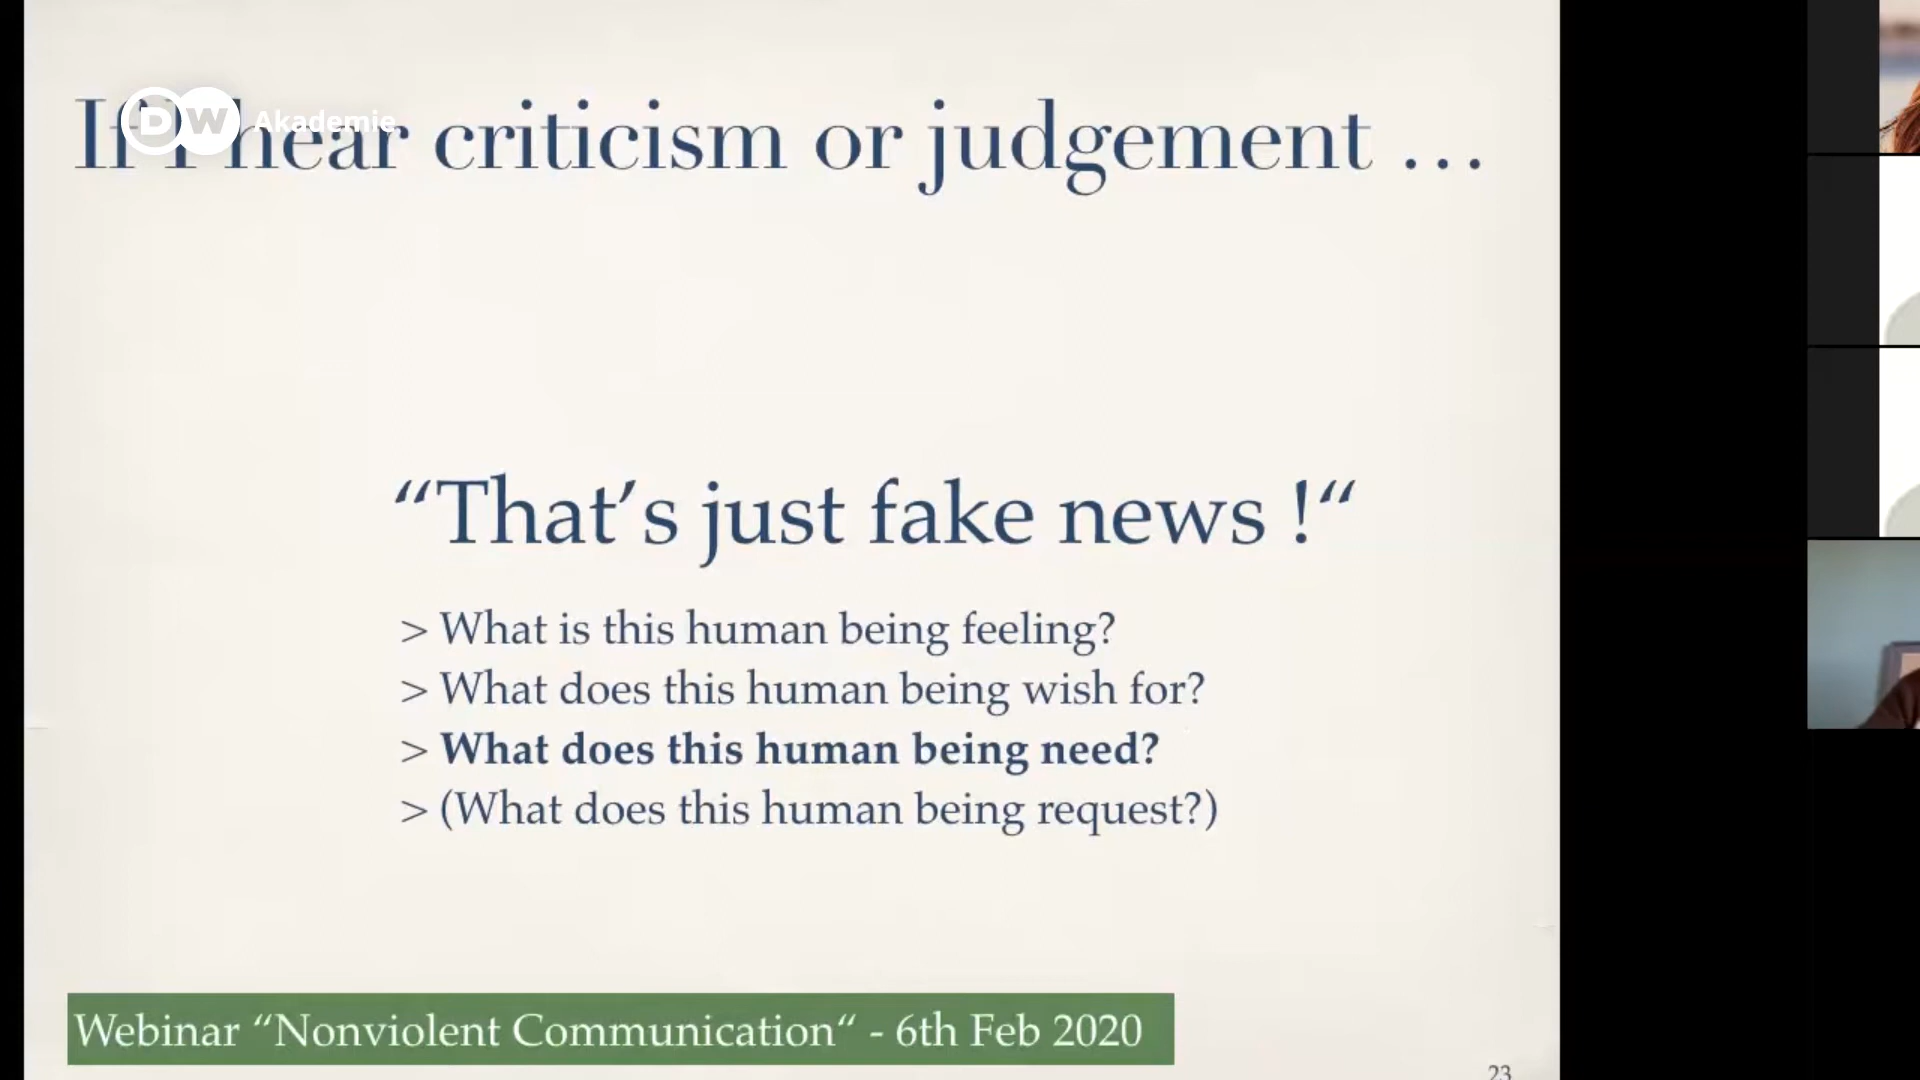 If I hear criticism or judgement ...
DW Akademie
“That’s just fake news !“
> What is this human being feeling?
> What does this human being wish for?
> What does this human being need?
> (What does this human being request?)
Webinar “Nonviolent Communication“ - 6th Feb 2020
23